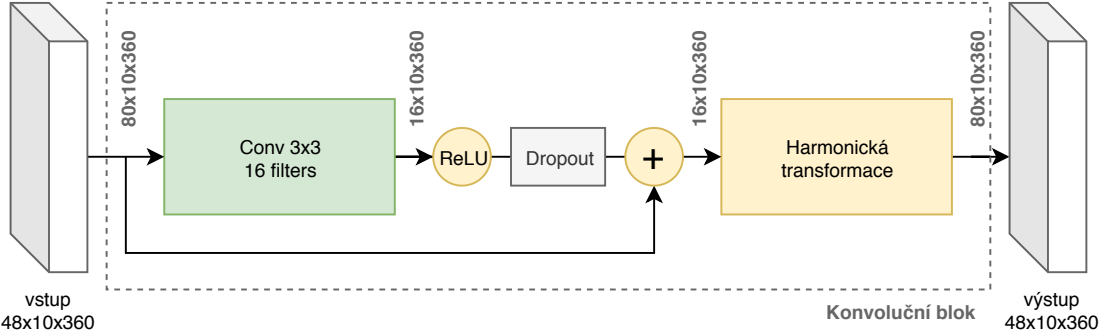 80x10x360
16x10x360
16x10x360
80x10x360
Conv 3x3
16 filters
ReLU
Dropout
+
Harmonická
transformace
vstup
48x10x360
Konvoluční blok
výstup
48x10x360